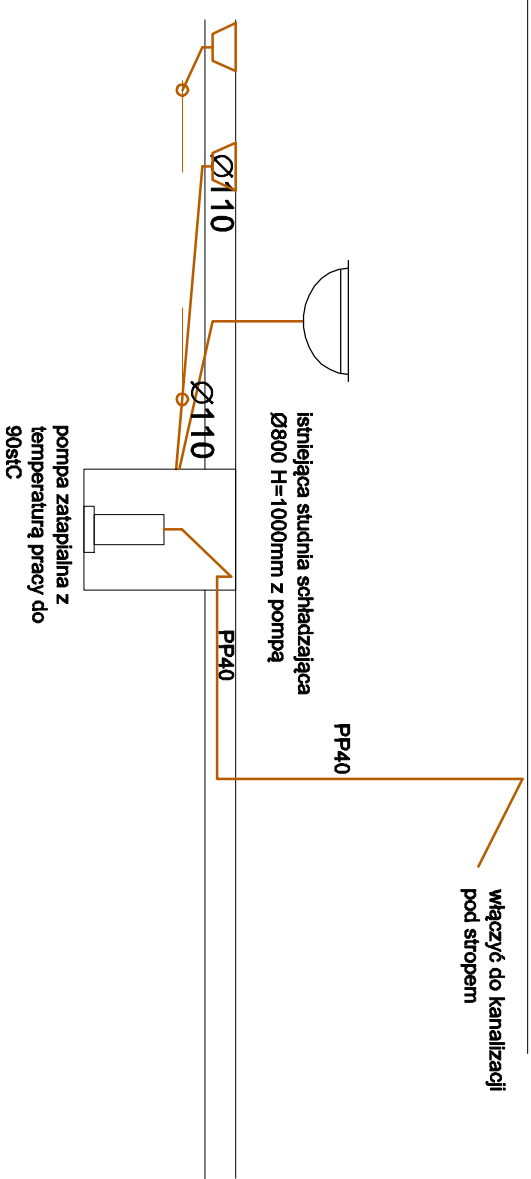 włączyć do kanalizacji
pod stropem
PP40
istniejąca studnia schładzająca
Ø800 H=1000mm z pompą
PP40
Ø110
Ø110
pompa zatapialna z
temperaturą pracy do
90stC